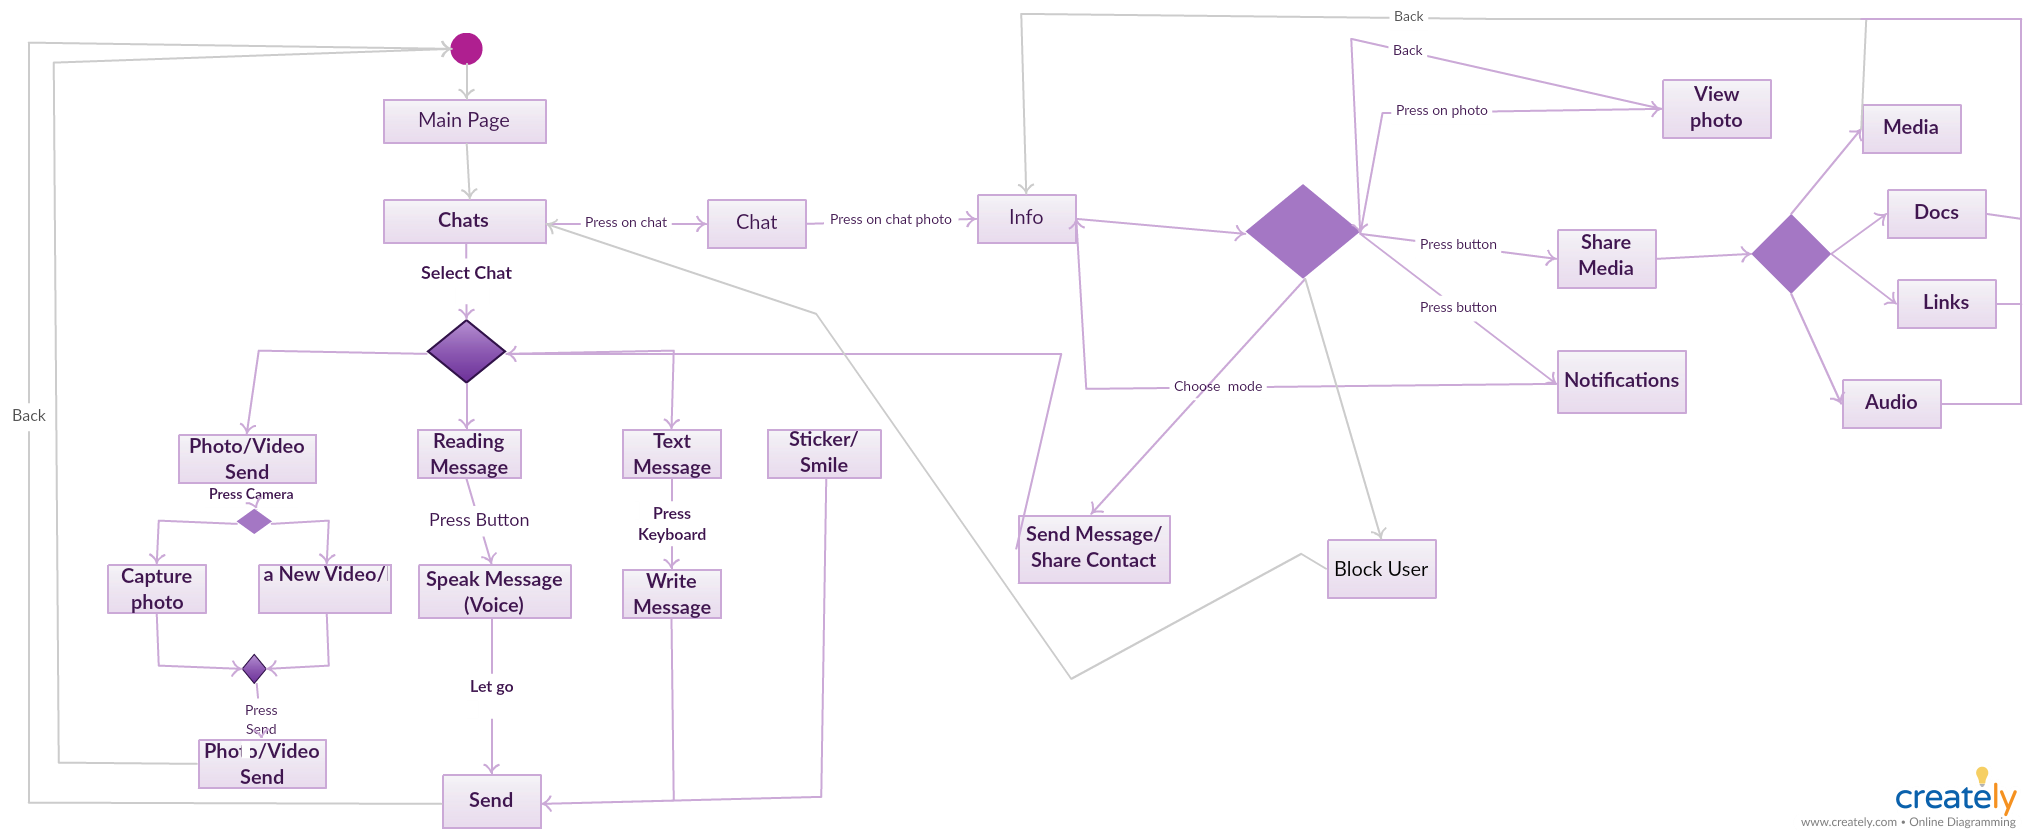 Back
Back
Press on photo
View
photo
Main Page
Media
Chats
Press on chat
Chat
Press on chat photo
Info
Press button
Share
Media
Docs
Select Chat
Press button
Links
Choose mode
Notifications
Audio
Back
Photo/Video
Send
Press Camera
Reading
Message
Text
Message
Sticker/
Smile
Press Button
Press
Keyboard
Send Message/
Share Contact
Block User
Capture
photo
a New Video/
Speak Message
(Voice)
Write
Message
Let go
Press
Send
Photo/Video
Send
Send
creately
www.creately.com • Online Diagramming